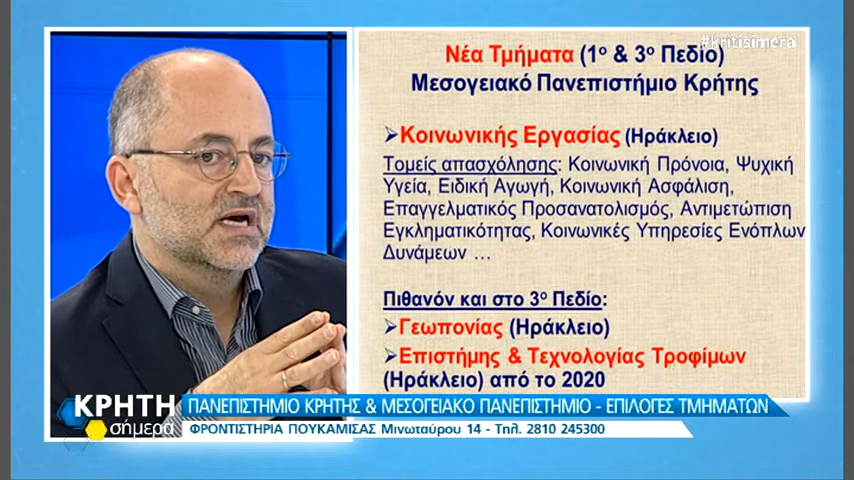 #kritisimera
Νέα Τμήματα (1ο & 3ο Πεδίο)
Μεσογειακό Πανεπιστήμιο Κρήτης
➢Κοινωνικής Εργασίας (Ηράκλειο)
Τομείς απασχόλησης: Κοινωνική Πρόνοια, Ψυχική
Υγεία, Ειδική Αγωγή, Κοινωνική Ασφάλιση,
Επαγγελματικός Προσανατολισμός, Αντιμετώπιση
Εγκληματικότητας, Κοινωνικές Υπηρεσίες Ενόπλων
Δυνάμεων ...
Πιθανόν και στο 3ο Πεδίο:
➢Γεωπονίας (Ηράκλειο)
➢Επιστήμης & Τεχνολογίας Τροφίμων
(Ηράκλειο) από το 2020
ΚΡΗΤΗ
σήμερα
ΠΑΝΕΠΙΣΤΗΜΙΟ ΚΡΗΤΗΣ & ΜΕΣΟΓΕΙΑΚΟ ΠΑΝΕΠΙΣΤΗΜΙΟ - ΕΠΙΛΟΓΕΣ ΤΜΗΜΑΤΩΝ
ΦΡΟΝΤΙΣΤΗΡΙΑ ΠΟΥΚΑΜΙΣΑΣ Μινωταύρου 14 - Τηλ. 2810 245300